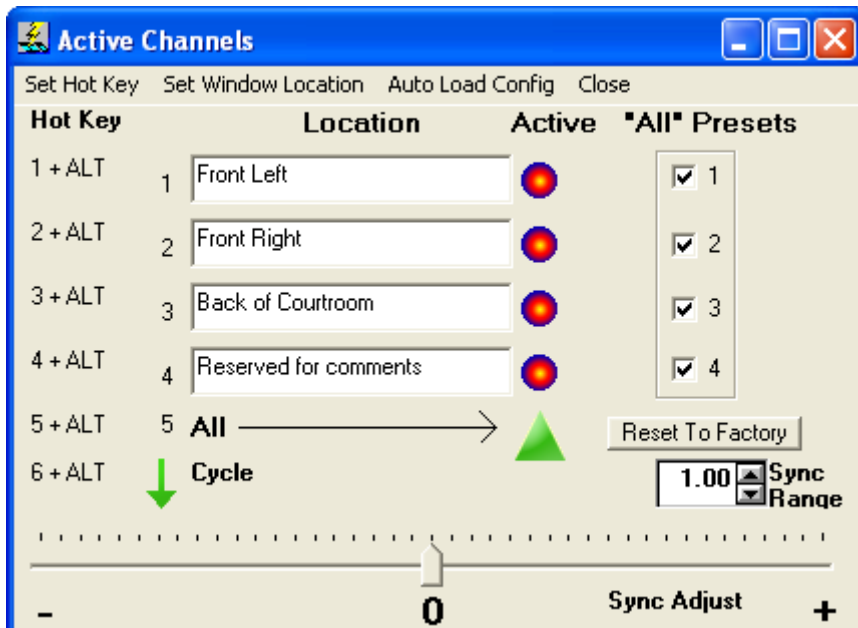 Active Channels
Set Hot Key Set Window Location Auto Load Config Close
Hot Key Location Active "All" Presets
1 + ALT 1 Front Left 1
2 + ALT 2 Front Right 2
3 + ALT 3 Back of Courtroom 3
4 + ALT 4 Reserved for comments 4
5 + ALT 5 All Reset To Factory
6 + ALT Cycle 1.00 Sync
Range
- 0 Sync Adjust +